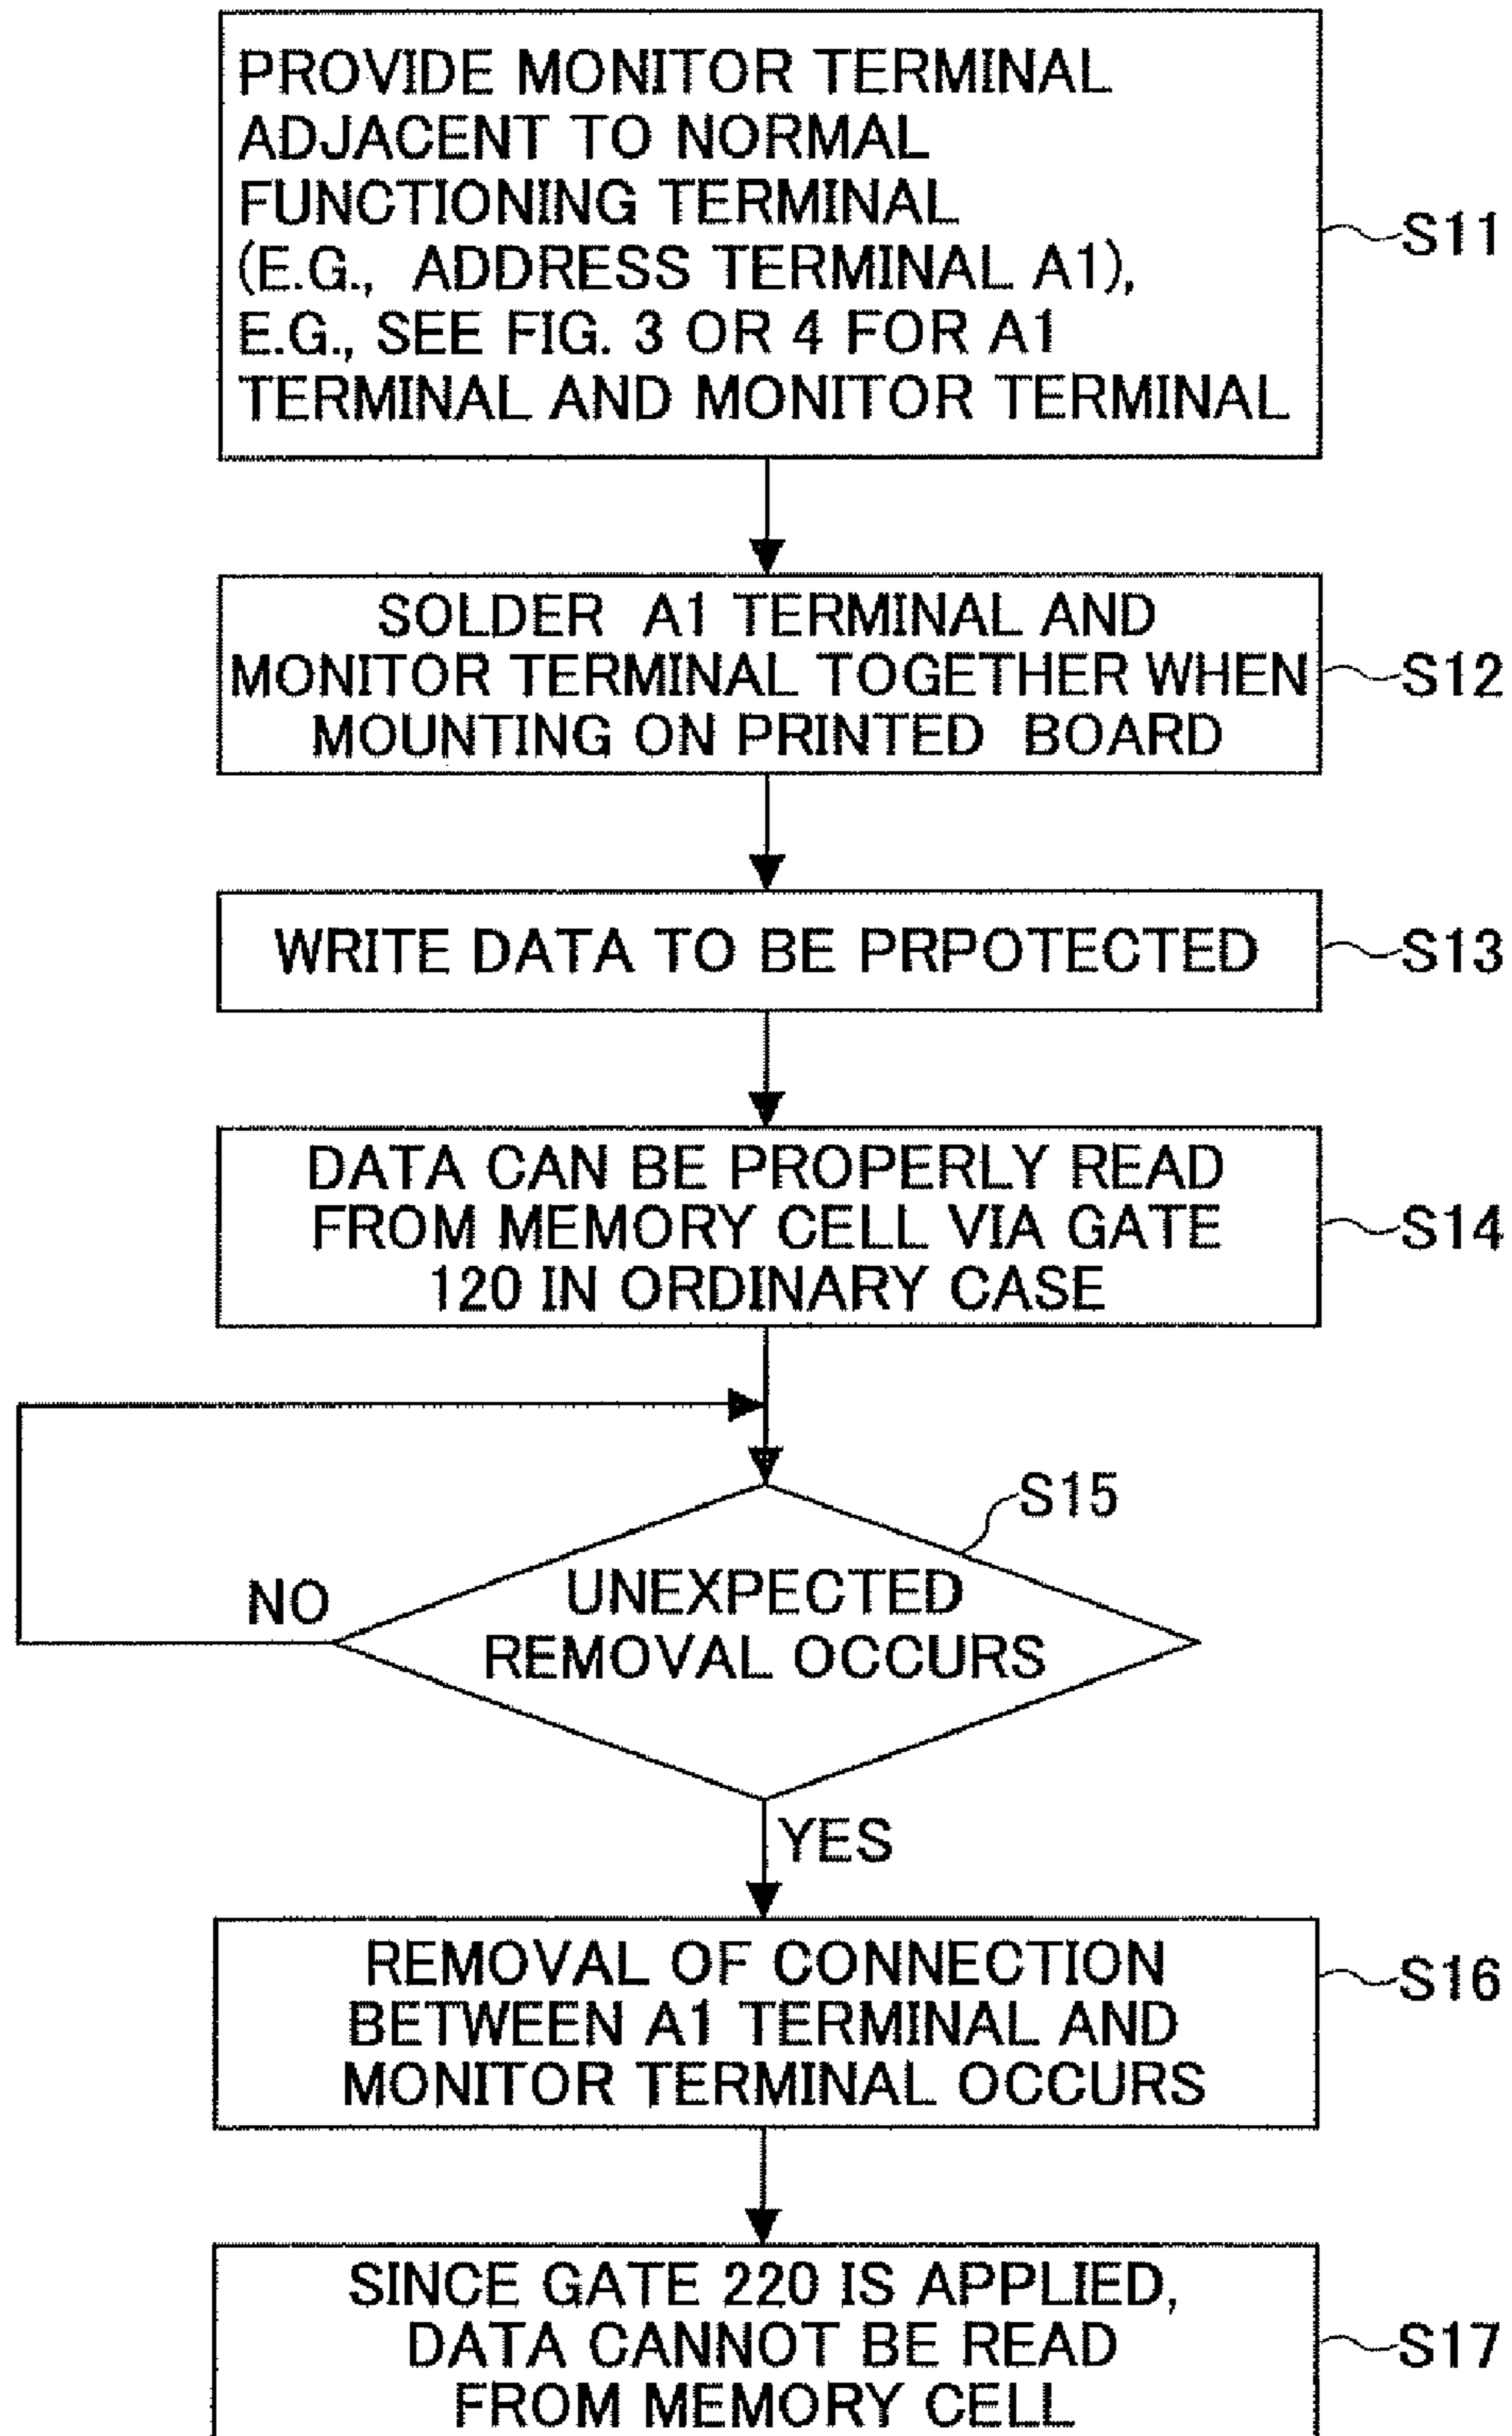 PROVIDE MONITOR TERMINAL
ADJACENT TO NORMAL
FUNCTIONING TERMINAL
(E.G., ADDRESS TERMINAL A1),
E.G., SEE FIG. 3 OR 4 FOR A1
TERMINAL AND MONITOR TERMINAL
S11
SOLDER A1 TERMINAL AND
MONITOR TERMINAL TOGETHER WHEN
MOUNTING ON PRINTED BOARD
S12
WRITE DATA TO BE PRPOTECTED
S13
DATA CAN BE PROPERLY READ
FROM MEMORY CELL VIA GATE
120 IN ORDINARY CASE
S14
S15
UNEXPECTED
REMOVAL OCCURS
NO
YES
REMOVAL OF CONNECTION
BETWEEN A1 TERMINAL AND
MONITOR TERMINAL OCCURS
S16
SINCE GATE 220 IS APPLIED,
DATA CANNOT BE READ
FROM MEMORY CELL
S17